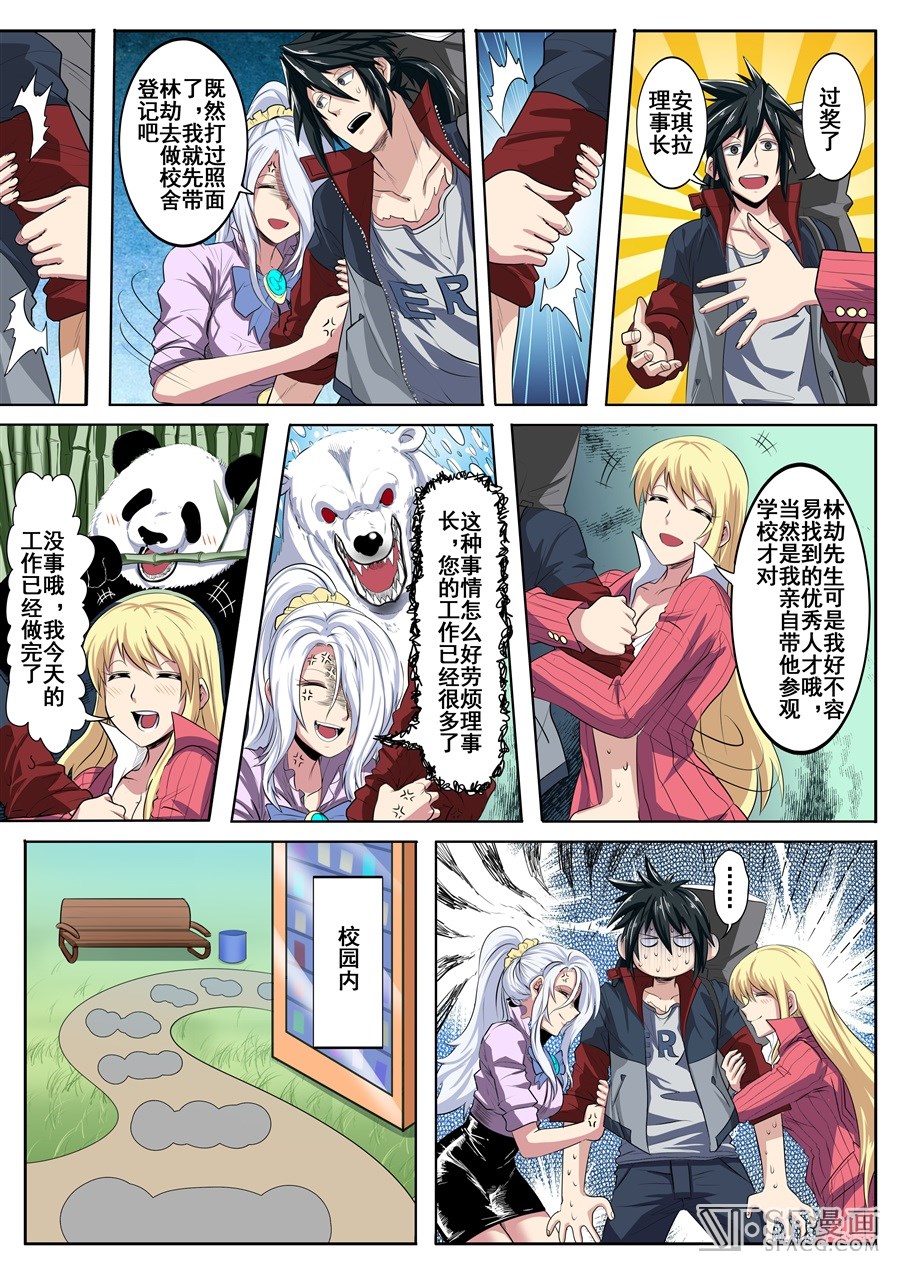 过奖了
安琪拉
理事长
既然打过照面
了，我就先带
林劫去做校舍
登记吧
ER
林劫先生可是我好不容
易找到的优秀人才哦，
当然是我亲自带他参观
学校才对
这种事情怎么好劳烦理事
长，您的工作已经很多了
没事哦，我今天的
工作已经做完了
……
R
校园内
漫画
SFACG.COM